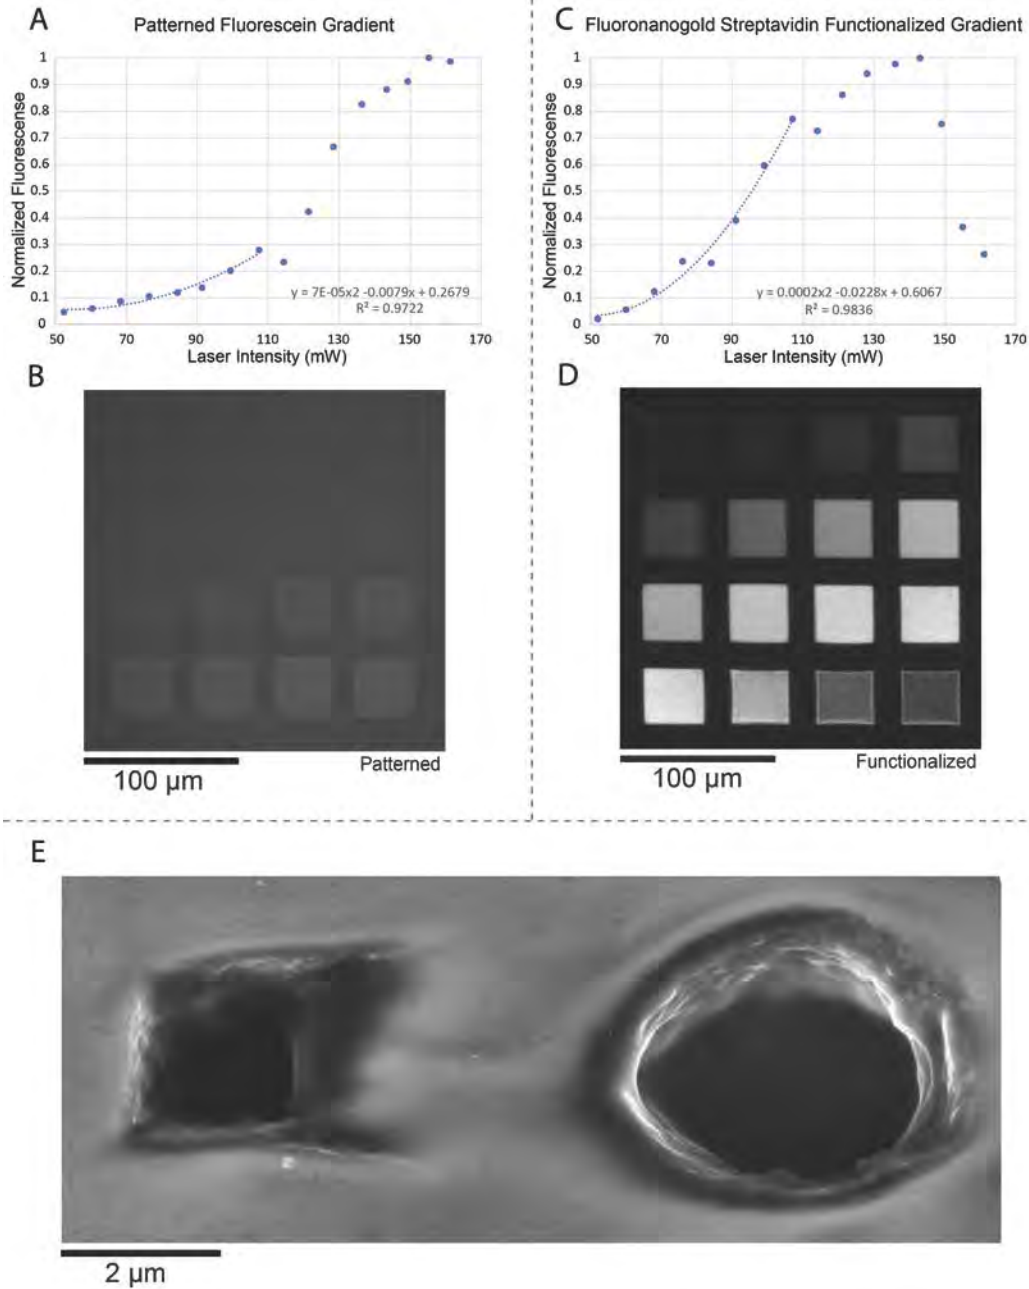 A
Patterned Fluorescein Gradient
Normalized Fluorescense
1
0.9
0.8
0.7
0.6
0.5
0.4
0.3
0.2
0.1
0
y = 7E-05x2 -0.0079x + 0.2679
R² = 0.9722
50 70 90 110 130 150 170
Laser Intensity (mW)
B
100 µm
Patterned
C
Fluoronanogold Streptavidin Functionalized Gradient
Normalized Fluorescense
1
0.9
0.8
0.7
0.6
0.5
0.4
0.3
0.2
0.1
0
y = 0.0002x2 -0.0228x + 0.6067
R² = 0.9836
50 70 90 110 130 150 170
Laser Intensity (mW)
D
100 µm
Functionalized
E
2 µm